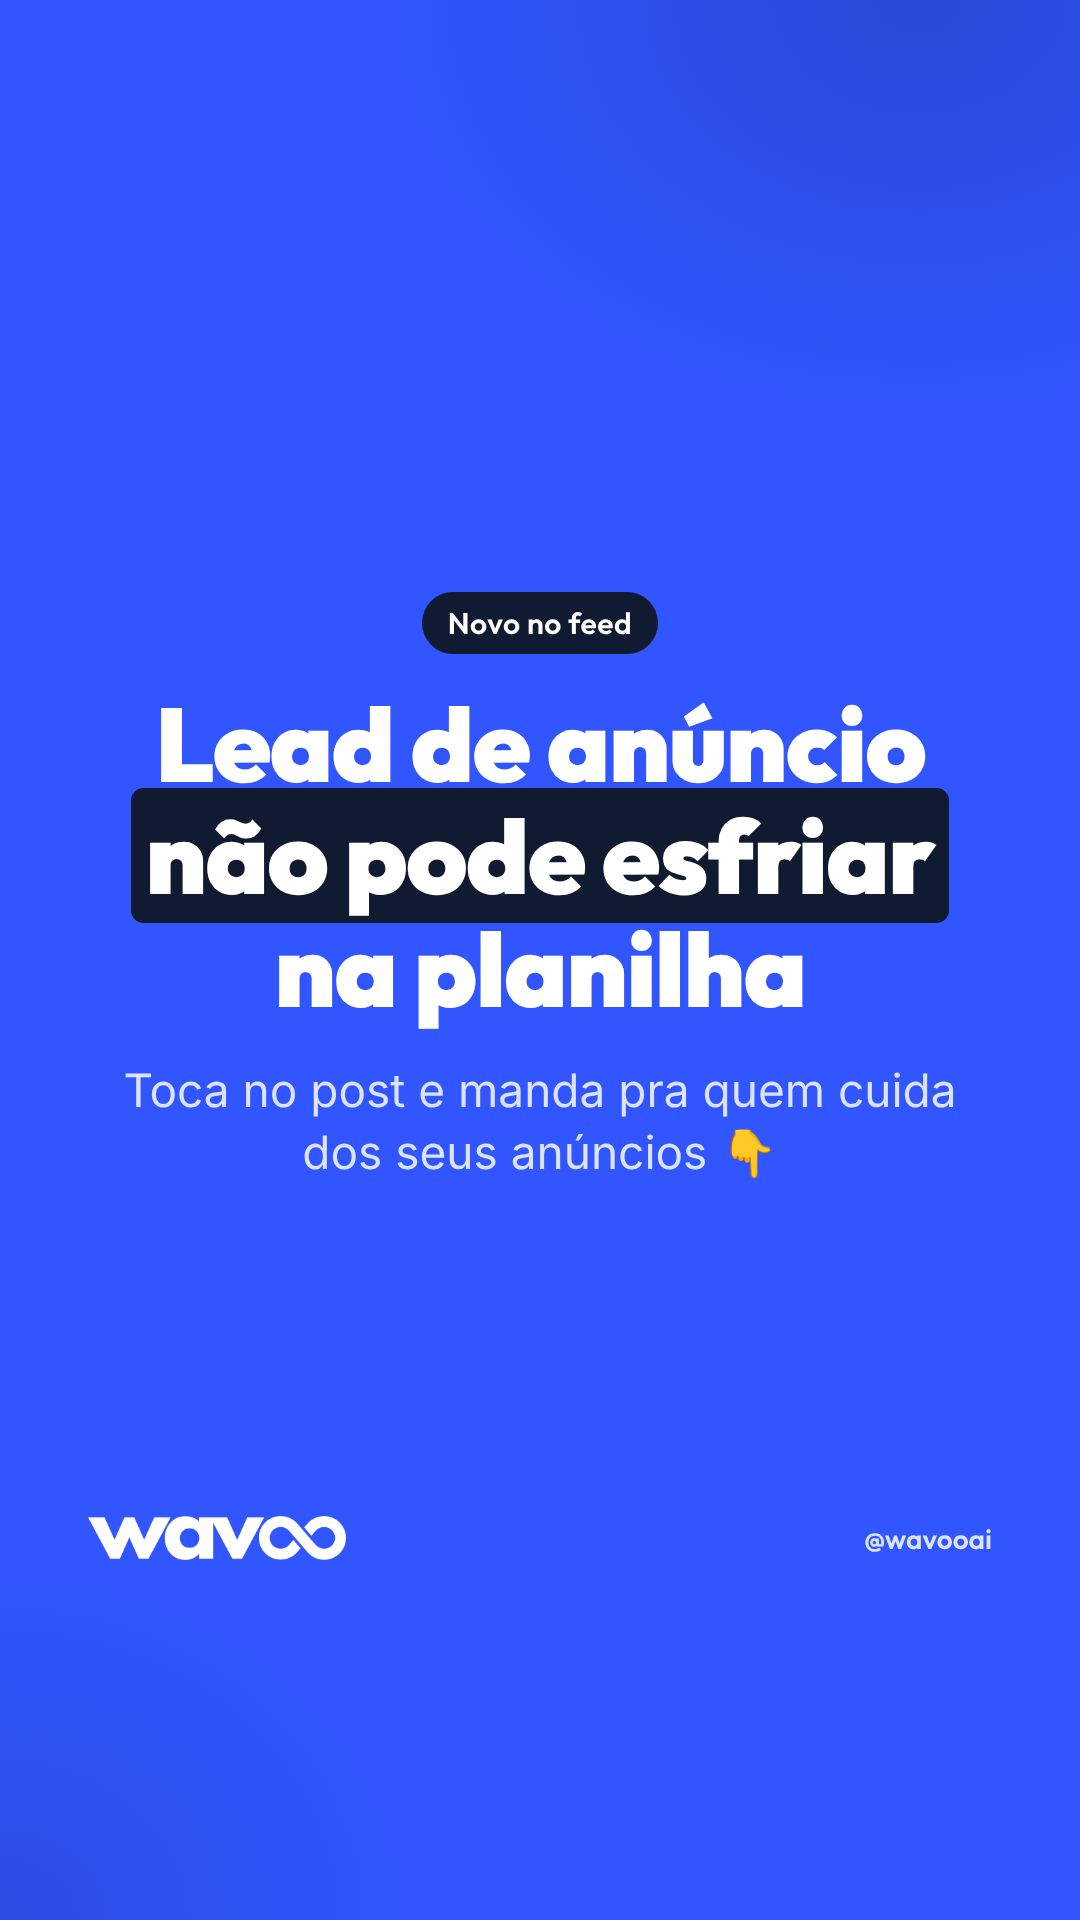 Novo no feed
Lead de anúncio
não pode esfriar
na planilha
Toca no post e manda pra quem cuida
dos seus anúncios 👇
wavoo
@wavooai